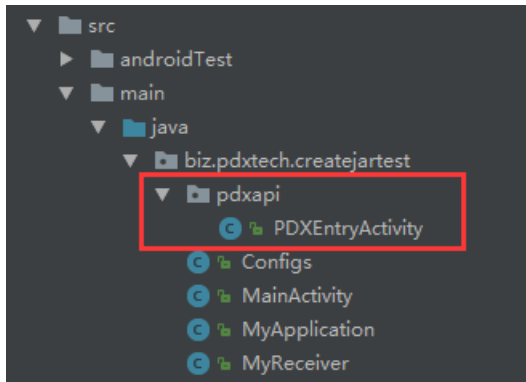 src
androidTest
main
java
biz.pdxtech.createjartest
pdxapi
PDXEntryActivity
Configs
MainActivity
MyApplication
MyReceiver